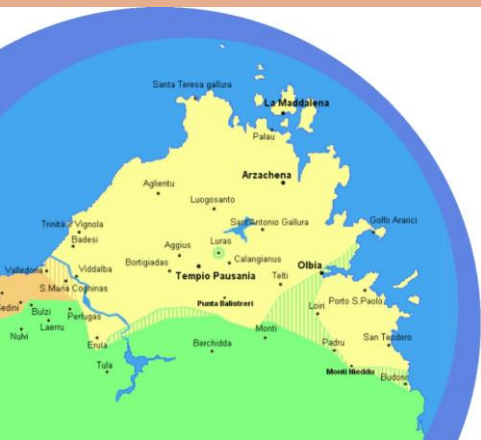 Santa Teresa gallura
La Maddalena
Palau
Arzachena
Aglientu
Luogosanto
Trinità d'Vignola
Sant'Antonio Gallura
Golfo Aranci
Badesi
Aggius
Luras
Calangianus
Bortigiadas
Valledoria
Viddalba
Tempio Pausania
Telti
Olbia
S.Maria Coghinas
Punta Balistreri
Loiri
Porto S.Paolo
Sedini
Bulzi
Perfugas
Laerru
Nulvi
Monti
Erula
Berchidda
Padru
San Teodoro
Tula
Monti Nieddu
Budoni